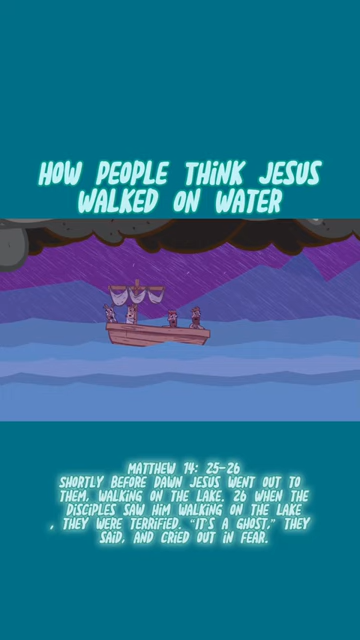 HOW PEOPLE THINK JESUS
WALKED ON WATER
MATTHEW 14: 25-26
SHORTLY BEFORE DAWN JESUS WENT OUT TO
THEM, WALKING ON THE LAKE. 26 WHEN THE
DISCIPLES SAW HIM WALKING ON THE LAKE
, THEY WERE TERRIFIED. "IT'S A GHOST," THEY
SAID, AND CRIED OUT IN FEAR.